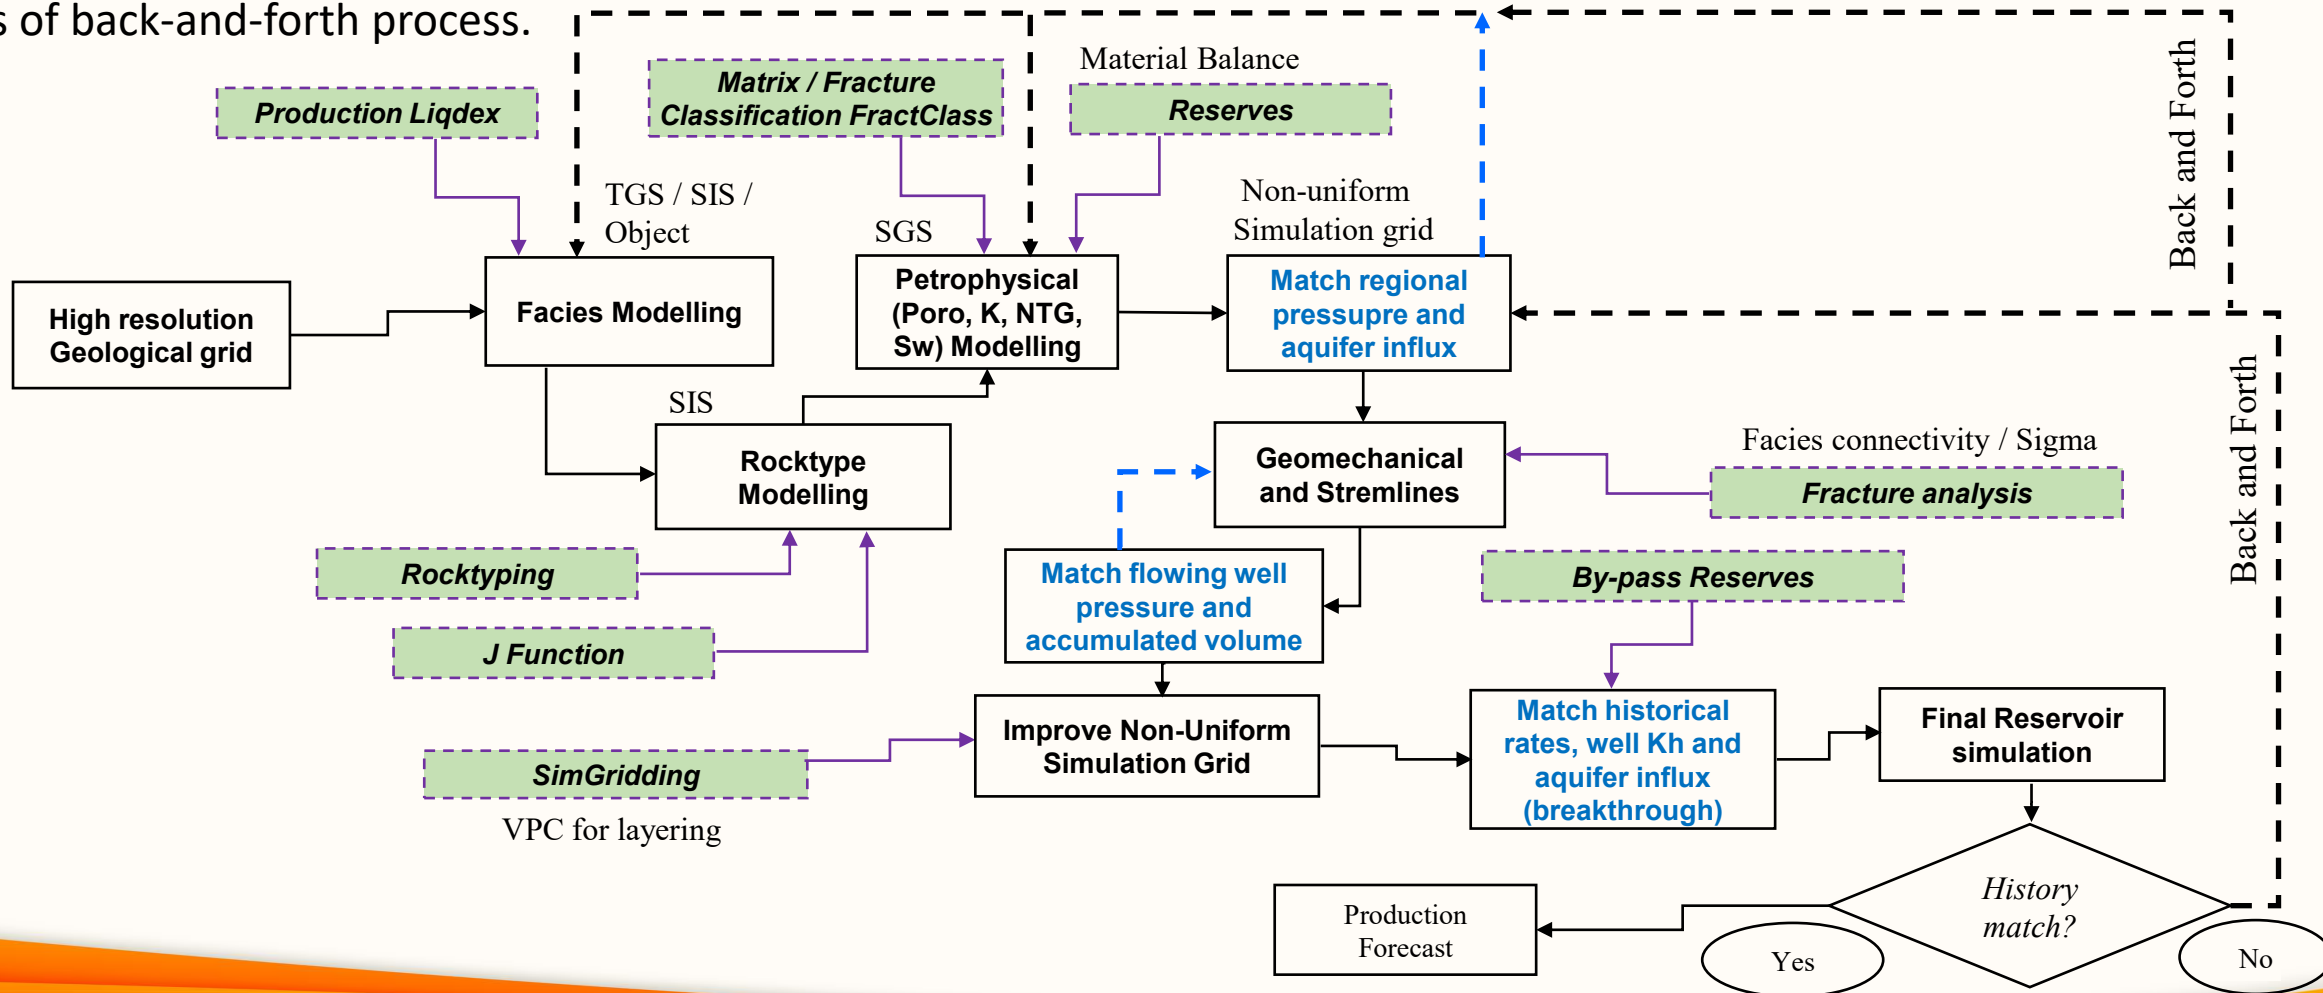 s of back-and-forth process.
Material Balance
Production Liqdex
Matrix / Fracture
Classification FractClass
Reserves
Back and Forth
TGS / SIS /
Object
SGS
Non-uniform
Simulation grid
High resolution
Geological grid
Facies Modelling
Petrophysical
(Poro, K, NTG,
Sw) Modelling
Match regional
pressupre and
aquifer influx
Back and Forth
SIS
Rocktype
Modelling
Geomechanical
and Stremlines
Facies connectivity / Sigma
Fracture analysis
Rocktyping
Match flowing well
pressure and
accumulated volume
By-pass Reserves
J Function
SimGridding
VPC for layering
Improve Non-Uniform
Simulation Grid
Match historical
rates, well Kh and
aquifer influx
(breakthrough)
Final Reservoir
simulation
Production
Forecast
History
match?
Yes
No